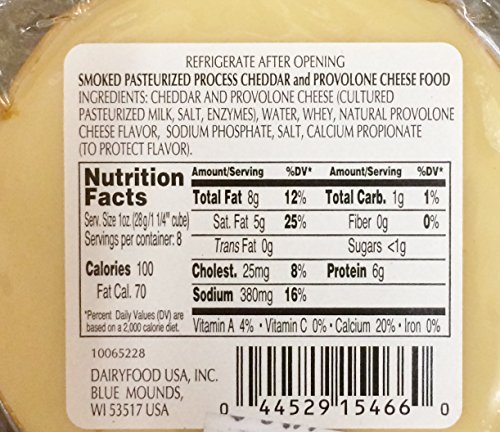 REFRIGERATE AFTER OPENING
SMOKED PASTEURIZED PROCESS CHEDDAR and PROVOLONE CHEESE FOOD
INGREDIENTS: CHEDDAR AND PROVOLONE CHEESE (CULTURED
PASTEURIZED MILK, SALT, ENZYMES), WATER, WHEY, NATURAL PROVOLONE
CHEESE FLAVOR, SODIUM PHOSPHATE, SALT, CALCIUM PROPIONATE
(TO PROTECT FLAVOR).
Nutrition
Facts
Serv. Size 1oz. (28g/1 1/4" cube)
Servings per container: 8
Calories 100
Fat Cal. 70
*Percent Daily Values (DV) are
based on a 2,000 calorie diet.
Amount/Serving %DV* Amount/Serving %DV*
Total Fat 8g 12% Total Carb. 1g 1%
Sat. Fat 5g 25% Fiber 0g 0%
Trans Fat 0g Sugars <1g
Cholest. 25mg 8% Protein 6g
Sodium 380mg 16%
Vitamin A 4% • Vitamin C 0% • Calcium 20% • Iron 0%
10065228
DAIRYFOOD USA, INC.
BLUE MOUNDS,
WI 53517 USA
0 44529 15466 0